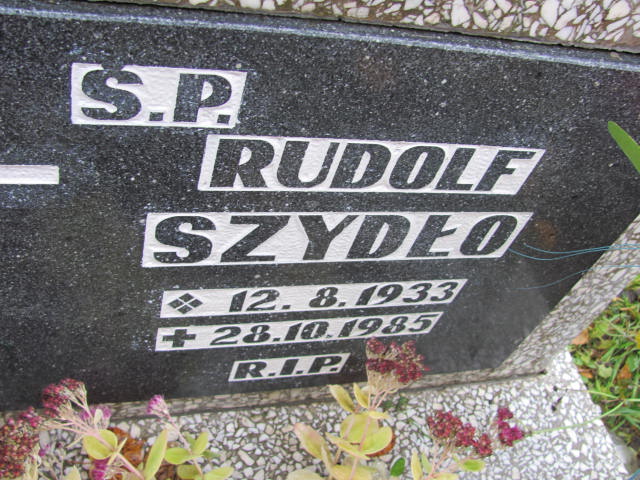 S.P.
RUDOLF
SZYDŁO
❖ 12. 8. 1933
✚ 28.10.1985
R.I.P.